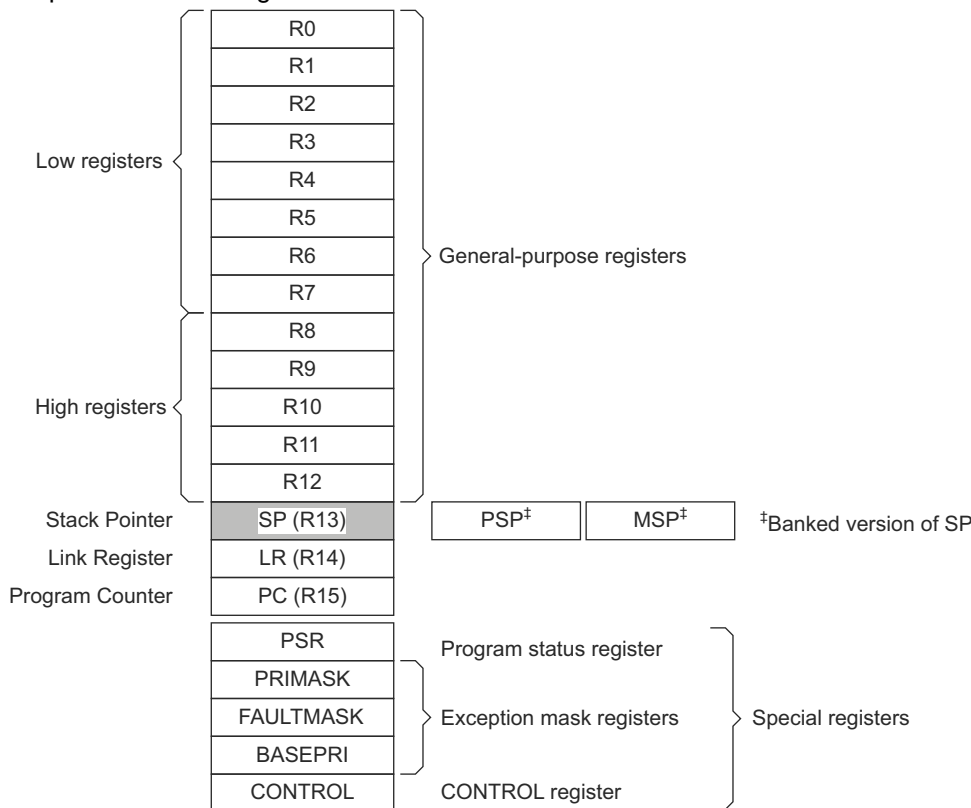 R0
R1
R2
R3
Low registers
R4
R5
R6
General-purpose registers
R7
R8
R9
High registers
R10
R11
R12
Stack Pointer
SP (R13)
PSP‡
MSP‡
‡Banked version of SP
Link Register
LR (R14)
Program Counter
PC (R15)
PSR
Program status register
PRIMASK
FAULTMASK
Exception mask registers
Special registers
BASEPRI
CONTROL
CONTROL register